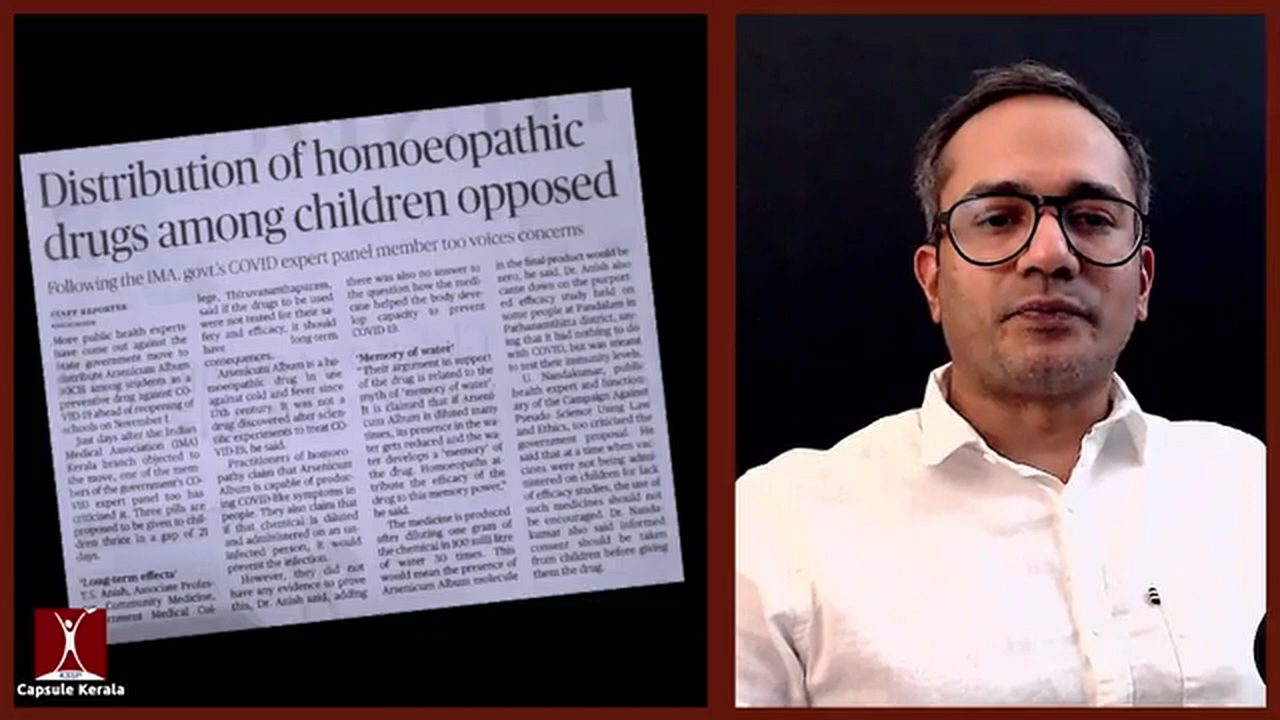 Distribution of homoeopathic
drugs among children opposed
Following the IMA, govt.'s COVID expert panel member too voices concerns
STAFF REPORTER
More public health experts
have come out against the
State government move to
distribute Arsenicum Album
30CH among students as a
preventive drug against CO-
VID-19 ahead of reopening of
schools on November 1.
Just days after the Indian
Medical Association (IMA)
Kerala branch objected to
the move, one of the mem-
bers of the government's CO-
VID expert panel too has
criticised it. Three pills are
proposed to be given to chil-
dren thrice in a gap of 21
days.
'Long-term effects'
T.S. Anish, Associate Profes-
Community Medicine,
Medical Col-
lege, Thiruvananthapuram,
said if the drugs to be used
were not tested for their sa-
fety and efficacy, it should
have long-term
consequences.
Arsenicum Album is a ho-
moeopathic drug in use
against cold and fever since
17th century. It was not a
drug discovered after scien-
tific experiments to treat CO-
VID-19, he said.
Practitioners of homoeo-
pathy claim that Arsenicum
Album is capable of produc-
ing COVID-like symptoms in
people. They also claim that
if that chemical is diluted
and administered on an un-
infected person, it would
prevent the infection.
However, they did not
have any evidence to prove
this, Dr. Anish said, adding
there was also no answer to
the question how the medi-
cine helped the body deve-
lop capacity to prevent
COVID-19.
'Memory of water'
"Their argument in support
of the drug is related to the
myth of 'memory of water'.
It is claimed that if Arseni-
cum Album is diluted many
times, its presence in the wa-
ter gets reduced and the wa-
ter develops a 'memory' of
the drug. Homoeopaths at-
tribute the efficacy of the
drug to this memory power,"
he said.
The medicine is produced
after diluting one gram of
the chemical in 100 milli litre
of water 30 times. This
would mean the presence of
Arsenicum Album molecule
in the final product would be
zero, he said. Dr. Anish also
came down on the purport-
ed efficacy study held on
some people at Pandalam in
Pathanamthitta district, say-
ing that it had nothing to do
with COVID, but was meant
to test their immunity levels.
U. Nandakumar, public
health expert and function-
ary of the Campaign Against
Pseudo Science Using Law
and Ethics, too criticised the
government proposal. He
said that at a time when vac-
cines were not being admi-
nistered on children for lack
of efficacy studies, the use of
such medicines should not
be encouraged. Dr. Nanda-
kumar also said informed
consent should be taken
from children before giving
them the drug.
Capsule Kerala